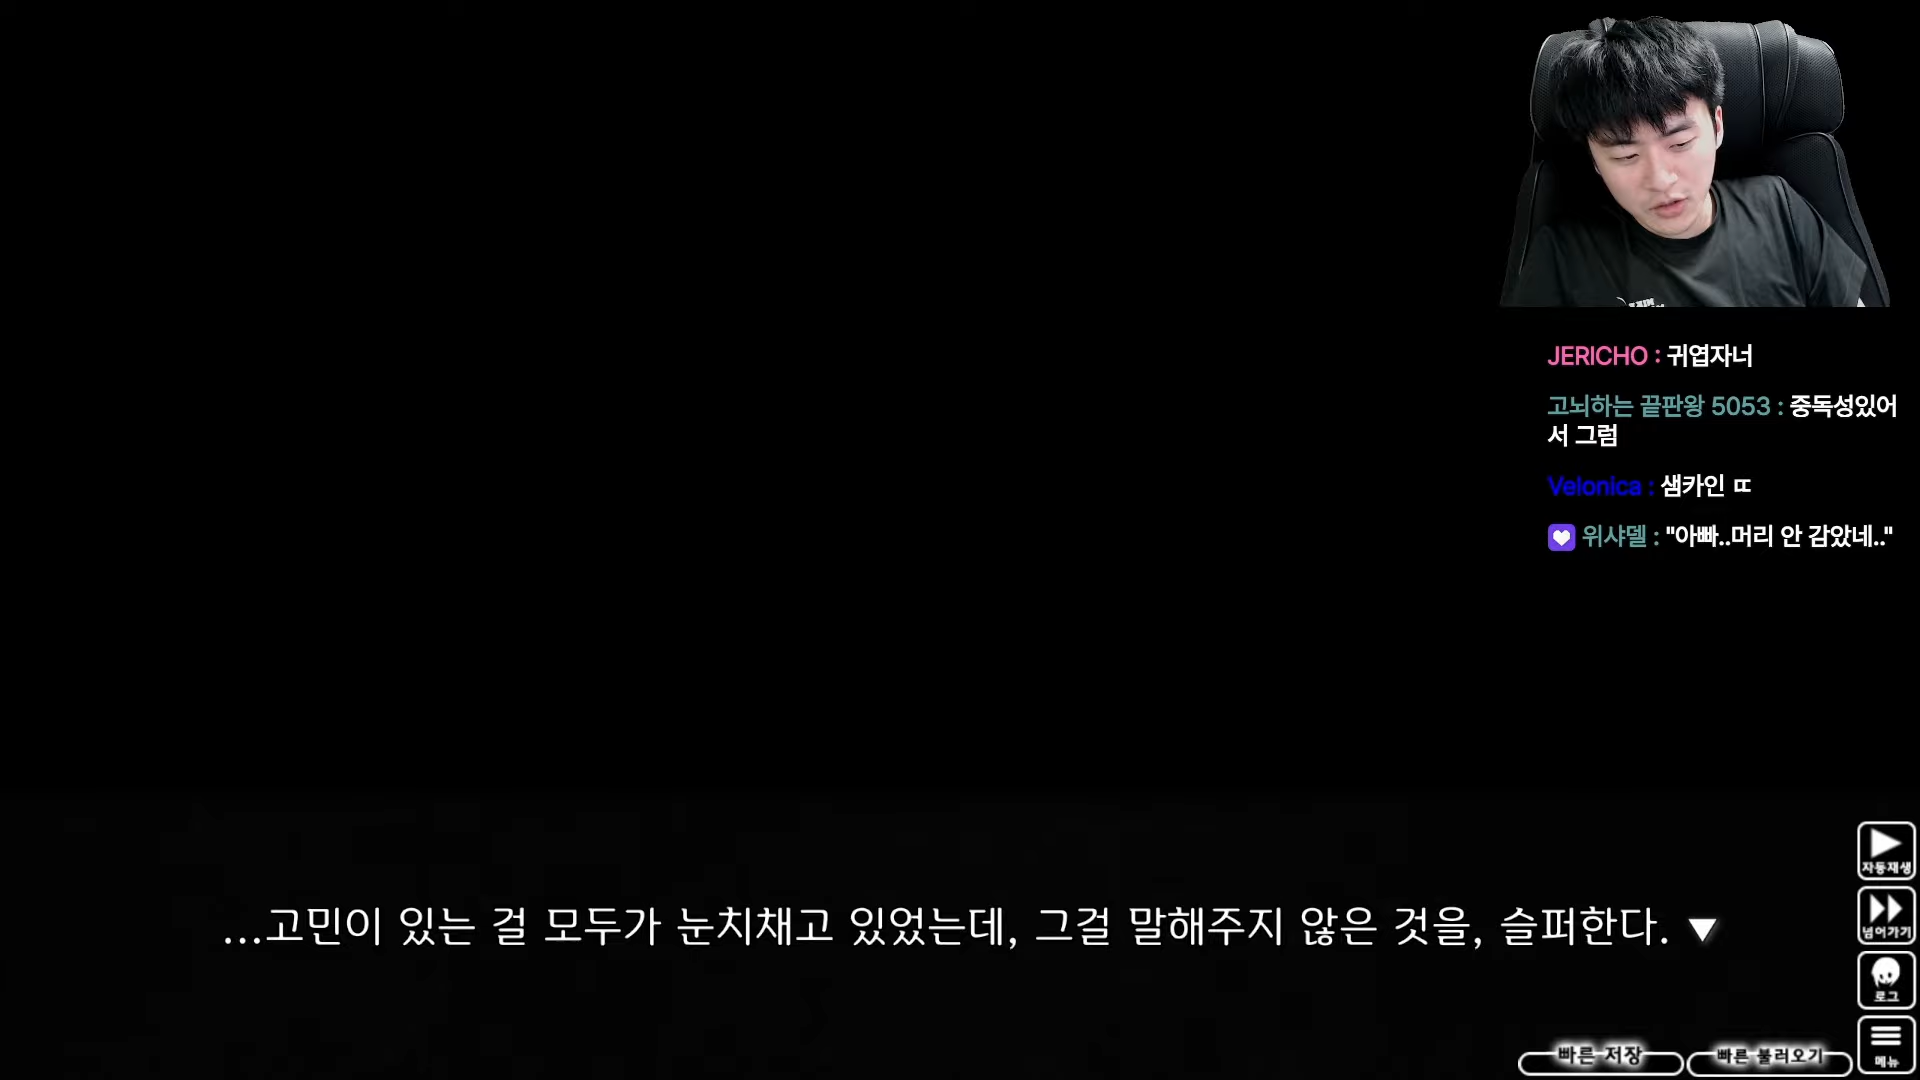 JERICHO : 귀엽자너
고뇌하는 끝판왕 5053 : 중독성있어
서 그럼
Velonica : 샘카인 ㄸ
위샤델 : "아빠..머리 안 감았네.."
...고민이 있는 걸 모두가 눈치채고 있었는데, 그걸 말해주지 않은 것을, 슬퍼한다.
자동재생
넘어가기
로그
메뉴
빠른 저장
빠른 불러오기